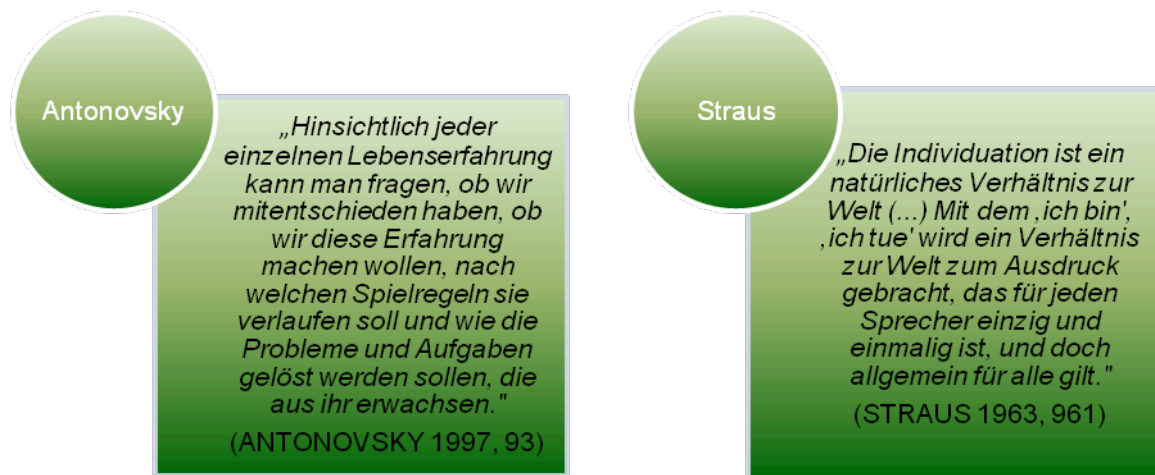 Antonovsky
„Hinsichtlich jeder
einzelnen Lebenserfahrung
kann man fragen, ob wir
mitentschieden haben, ob
wir diese Erfahrung
machen wollen, nach
welchen Spielregeln sie
verlaufen soll und wie die
Probleme und Aufgaben
gelöst werden sollen, die
aus ihr erwachsen."
(ANTONOVSKY 1997, 93)
Straus
„Die Individuation ist ein
natürliches Verhältnis zur
Welt (...) Mit dem ‚ich bin',
‚ich tue' wird ein Verhältnis
zur Welt zum Ausdruck
gebracht, das für jeden
Sprecher einzig und
einmalig ist, und doch
allgemein für alle gilt."
(STRAUS 1963, 961)